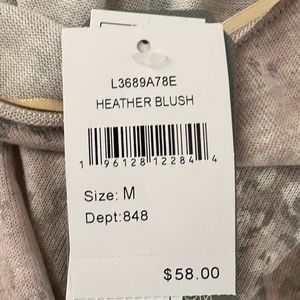 L3689A78E
HEATHER BLUSH
1 96128 12284 4
Size: M
Dept:848
$58.00